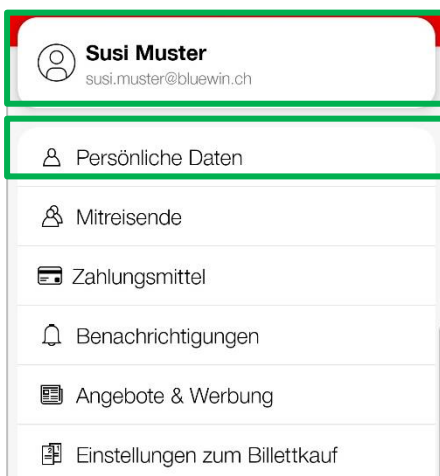 Susi Muster
susi.muster@bluewin.ch
Persönliche Daten
Mitreisende
Zahlungsmittel
Benachrichtigungen
Angebote & Werbung
Einstellungen zum Billettkauf